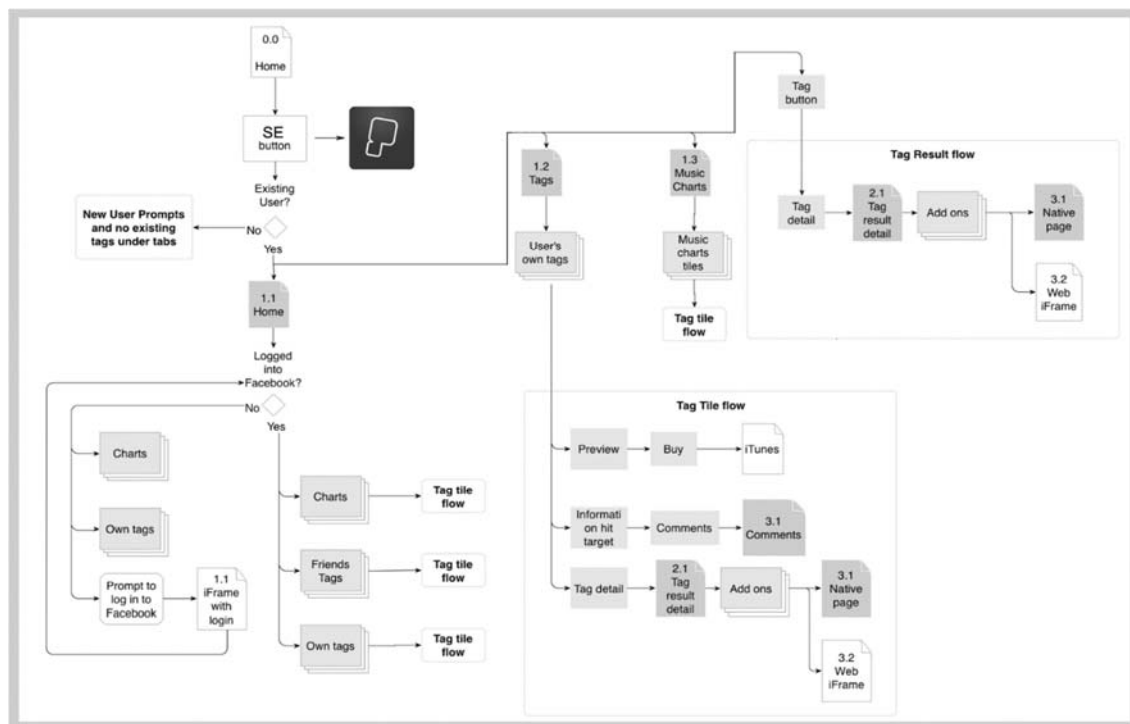 0.0
Home
SE
button
Existing
User?
No
Yes
New User Prompts
and no existing
tags under tabs
1.1
Home
Logged
into
Facebook?
No
Yes
Charts
Own tags
Prompt to
log in to
Facebook
1.1
iFrame
with
login
Charts
Tag tile
flow
Friends
Tags
Tag tile
flow
Own tags
Tag tile
flow
1.2
Tags
User's
own tags
1.3
Music
Charts
Music
charts
tiles
Tag tile
flow
Tag
button
Tag Result flow
Tag
detail
2.1
Tag
result
detail
Add ons
3.1
Native
page
3.2
Web
iFrame
Tag Tile flow
Preview
Buy
iTunes
Informati
on hit
target
Comments
3.1
Comments
Tag detail
2.1
Tag
result
detail
Add ons
3.1
Native
page
3.2
Web
iFrame